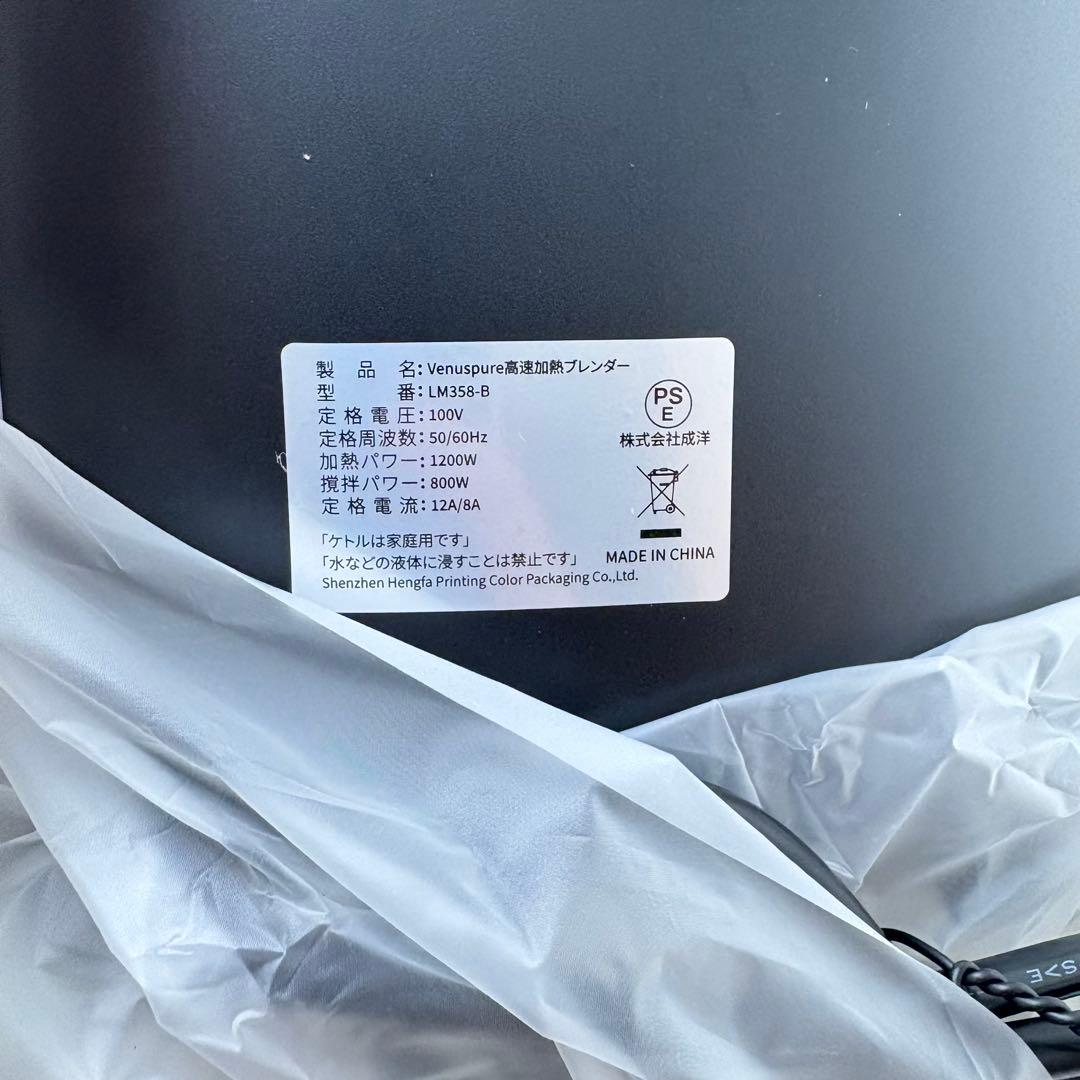 製品名：Venuspure高速加熱ブレンダー
型番：LM358-B
定格電圧：100V
定格周波数：50/60Hz
加熱パワー：1200W
撹拌パワー：800W
定格電流：12A/8A
「ケトルは家庭用です」
「水などの液体に浸すことは禁止です」
Shenzhen Hengfa Printing Color Packaging Co.,Ltd.
PS
E
株式会社成洋
MADE IN CHINA
S>E